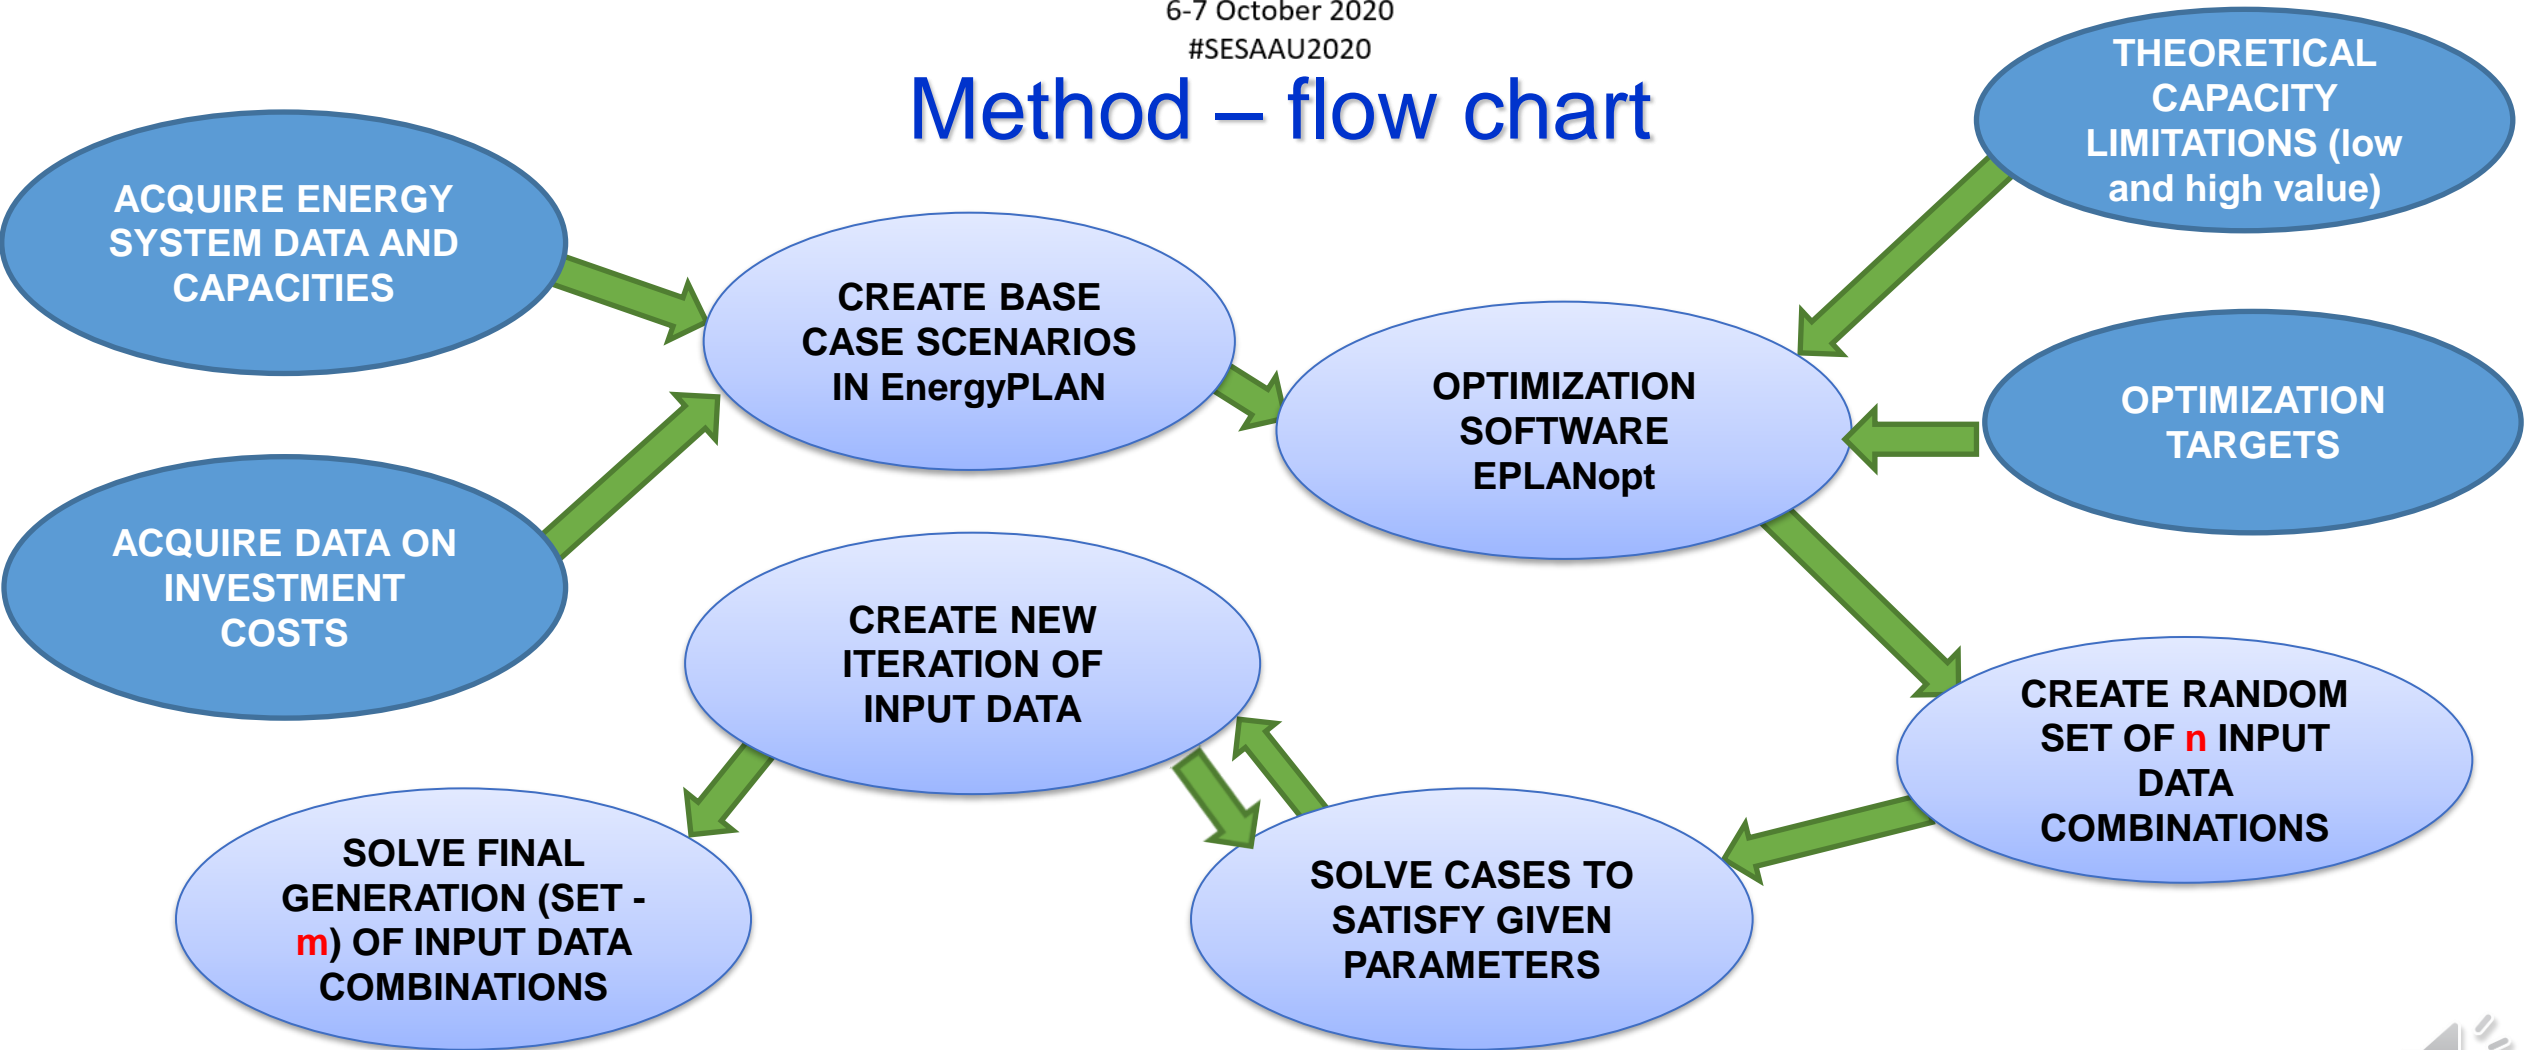 6-7 October 2020
#SESAAU2020
Method – flow chart
ACQUIRE ENERGY
SYSTEM DATA AND
CAPACITIES
ACQUIRE DATA ON
INVESTMENT
COSTS
CREATE BASE
CASE SCENARIOS
IN EnergyPLAN
OPTIMIZATION
SOFTWARE
EPLANopt
THEORETICAL
CAPACITY
LIMITATIONS (low
and high value)
OPTIMIZATION
TARGETS
CREATE RANDOM
SET OF n INPUT
DATA
COMBINATIONS
SOLVE CASES TO
SATISFY GIVEN
PARAMETERS
CREATE NEW
ITERATION OF
INPUT DATA
SOLVE FINAL
GENERATION (SET -
m) OF INPUT DATA
COMBINATIONS